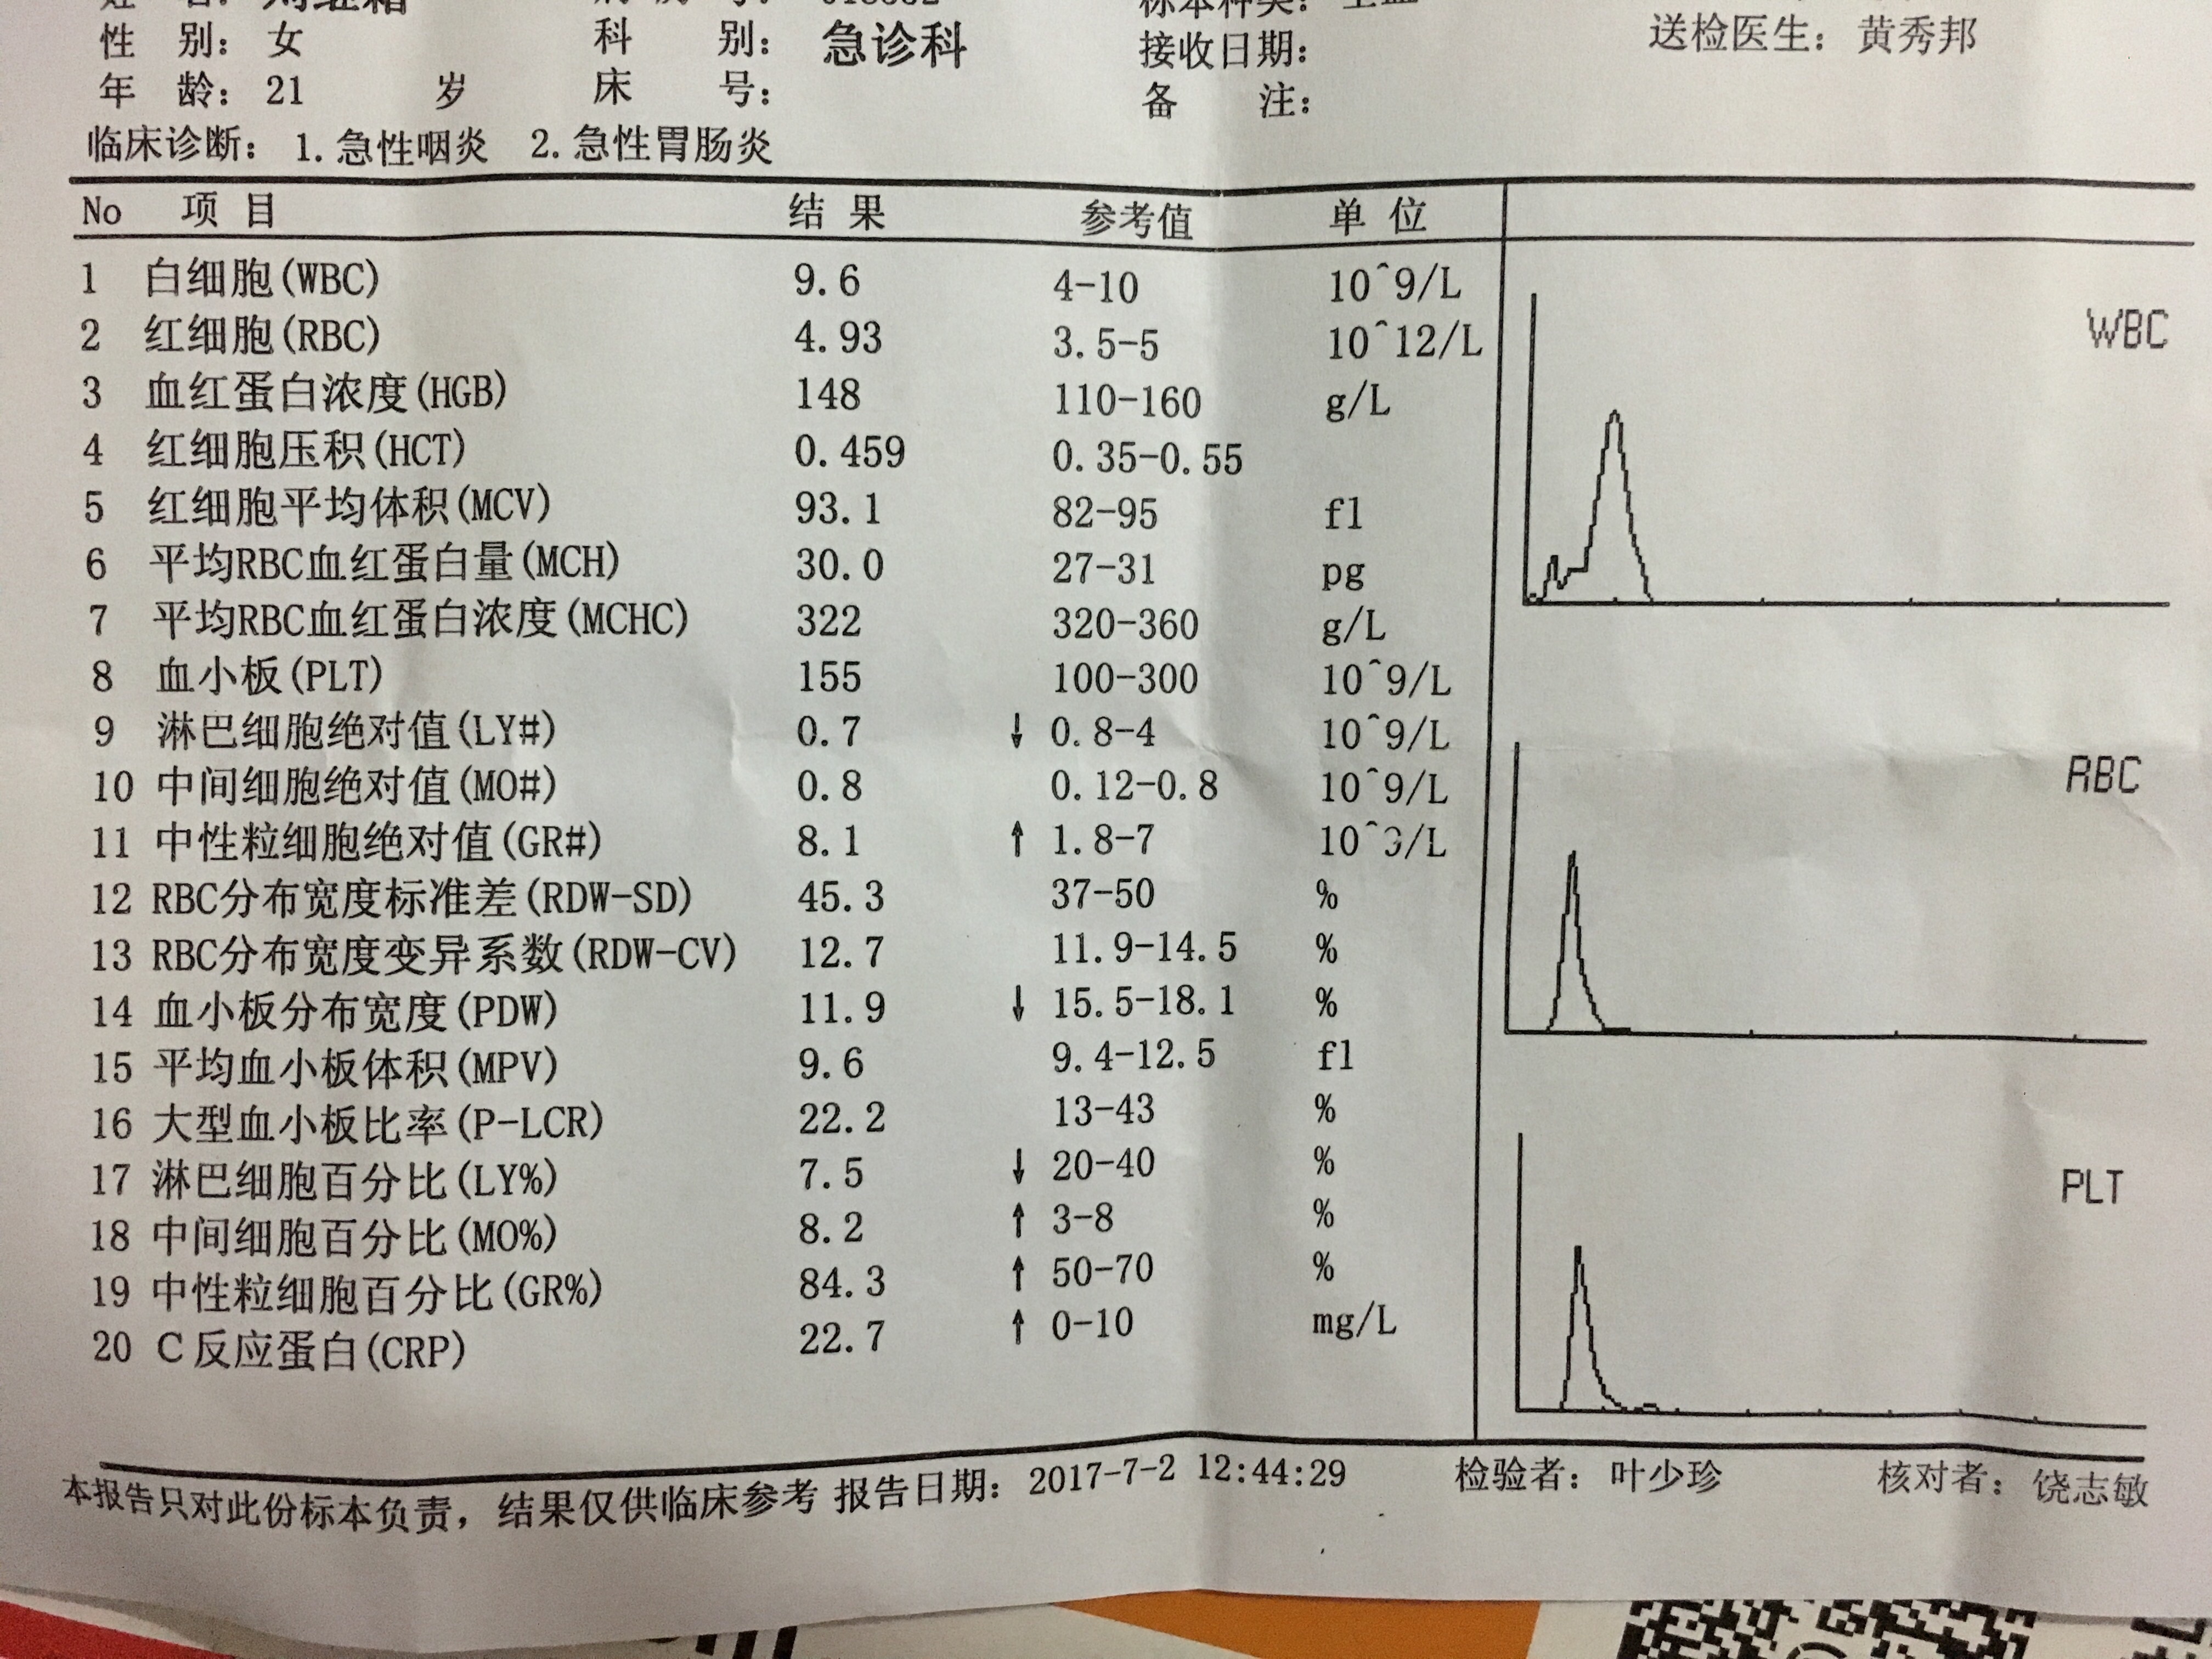 性 别: 女 科 别: 急诊科 接收日期: 送检医生: 黄秀邦
年 龄: 21 岁 床 号: 备 注:
临床诊断: 1.急性咽炎 2.急性胃肠炎
No 项 目 结 果 参考值 单 位
1 白细胞(WBC) 9.6 4-10 10^9/L
2 红细胞(RBC) 4.93 3.5-5 10^12/L
3 血红蛋白浓度(HGB) 148 110-160 g/L
4 红细胞压积(HCT) 0.459 0.35-0.55
5 红细胞平均体积(MCV) 93.1 82-95 fl
6 平均RBC血红蛋白量(MCH) 30.0 27-31 pg
7 平均RBC血红蛋白浓度(MCHC) 322 320-360 g/L
8 血小板(PLT) 155 100-300 10^9/L
9 淋巴细胞绝对值(LY#) 0.7 ↓ 0.8-4 10^9/L
10 中间细胞绝对值(MO#) 0.8 0.12-0.8 10^9/L
11 中性粒细胞绝对值(GR#) 8.1 ↑ 1.8-7 10^9/L
12 RBC分布宽度标准差(RDW-SD) 45.3 37-50 %
13 RBC分布宽度变异系数(RDW-CV) 12.7 11.9-14.5 %
14 血小板分布宽度(PDW) 11.9 ↓ 15.5-18.1 %
15 平均血小板体积(MPV) 9.6 9.4-12.5 fl
16 大型血小板比率(P-LCR) 22.2 13-43 %
17 淋巴细胞百分比(LY%) 7.5 ↓ 20-40 %
18 中间细胞百分比(MO%) 8.2 ↑ 3-8 %
19 中性粒细胞百分比(GR%) 84.3 ↑ 50-70 %
20 C反应蛋白(CRP) 22.7 ↑ 0-10 mg/L
WBC
RBC
PLT
本报告只对此份标本负责，结果仅供临床参考 报告日期: 2017-7-2 12:44:29 检验者: 叶少珍 核对者: 饶志敏